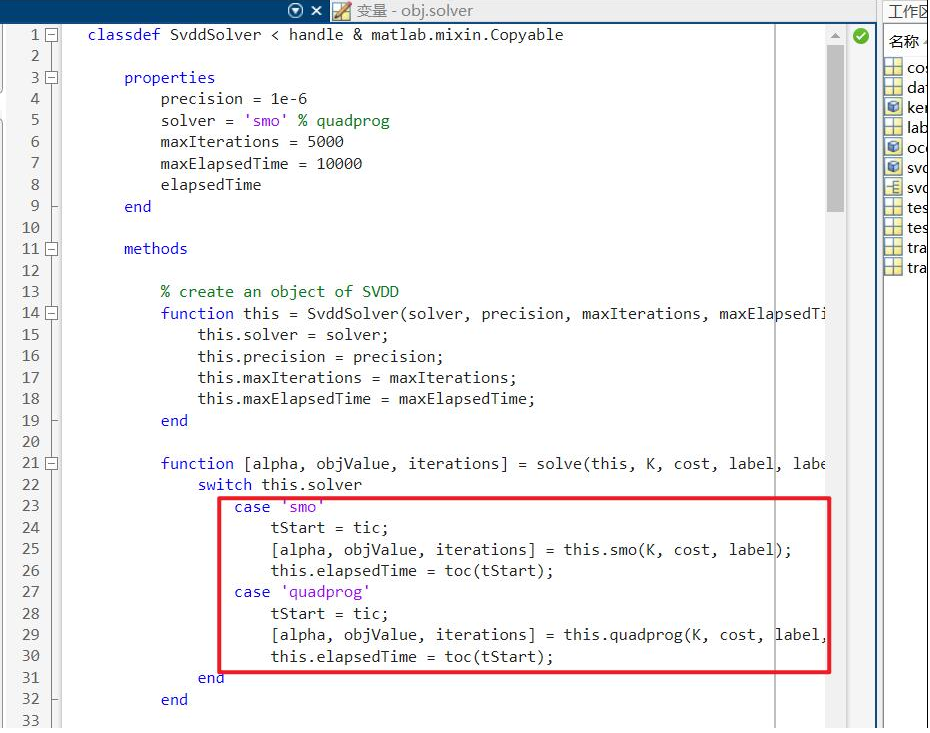 变量 - obj.solver
工作区
名称
1 classdef SvddSolver < handle & matlab.mixin.Copyable
2
3 properties
4 precision = 1e-6
5 solver = 'smo' % quadprog
6 maxIterations = 5000
7 maxElapsedTime = 10000
8 elapsedTime
9 end
10
11 methods
12
13 % create an object of SVDD
14 function this = SvddSolver(solver, precision, maxIterations, maxElapsedTi
15 this.solver = solver;
16 this.precision = precision;
17 this.maxIterations = maxIterations;
18 this.maxElapsedTime = maxElapsedTime;
19 end
20
21 function [alpha, objValue, iterations] = solve(this, K, cost, label, labe
22 switch this.solver
23 case 'smo'
24 tStart = tic;
25 [alpha, objValue, iterations] = this.smo(K, cost, label);
26 this.elapsedTime = toc(tStart);
27 case 'quadprog'
28 tStart = tic;
29 [alpha, objValue, iterations] = this.quadprog(K, cost, label,
30 this.elapsedTime = toc(tStart);
31 end
32 end
33
cos
dat
ker
lab
occ
svd
svd
tes
tes
tra
tra